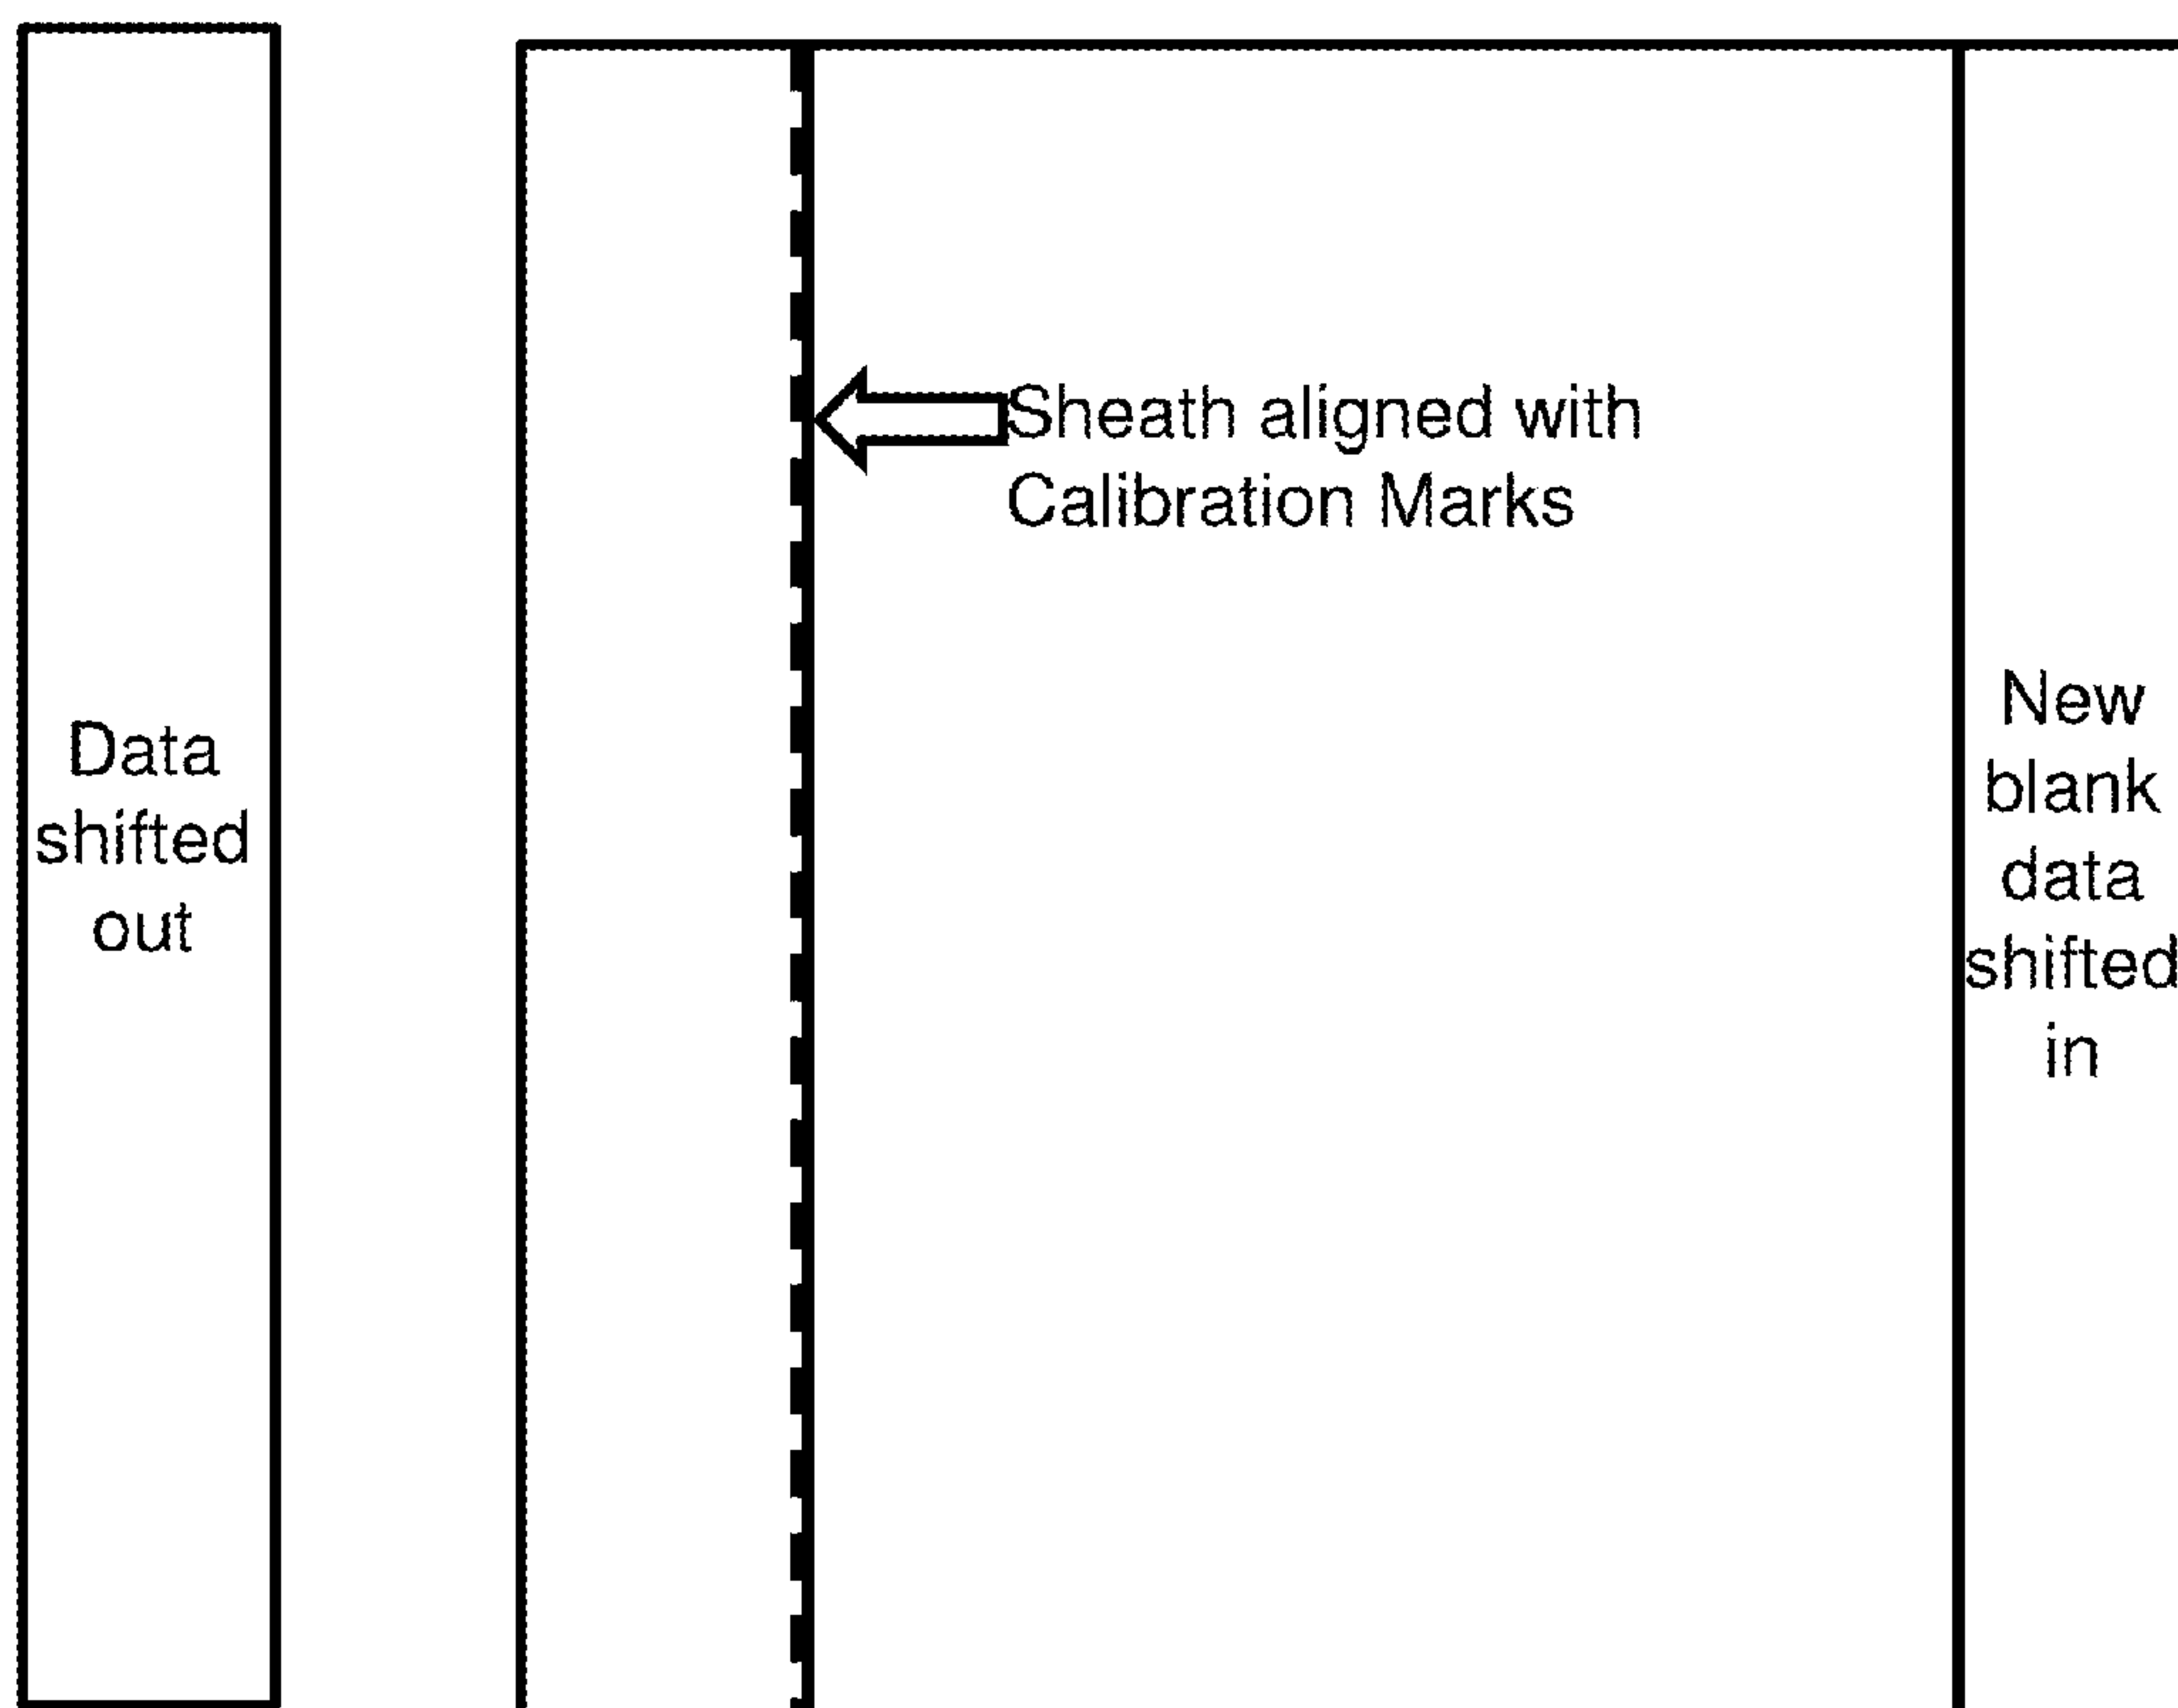 Data
shifted
out
Sheath aligned with
Calibration Marks
New
blank
data
shifted
in